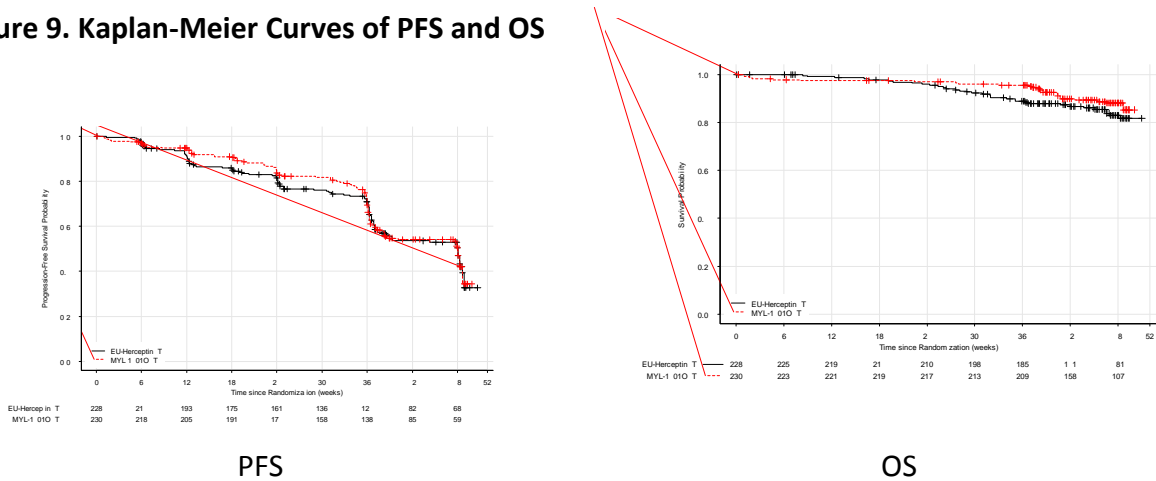 ure 9. Kaplan-Meier Curves of PFS and OS
Progression-Free Survival Probability
1 0
0 8
0 6
0.
0 2
0 0
EU-Herceptin T
MYL 1 01O T
0 6 12 18 2 30 36 2 8 52
Time since Randomiza ion (weeks)
EU-Hercep in T 228 21 193 175 161 136 12 82 68
MYL-1 01O T 230 218 205 191 17 158 138 85 59
PFS
Survival Probabi ity
1.0
0.8
0.6
0.
0.2
0.0
EU-Herceptin T
MYL-1 01O T
0 6 12 18 2 30 36 2 8 52
Time since Random zation (weeks)
EU-Herceptin T 228 225 219 21 210 198 185 1 1 81
MYL-1 01O T 230 223 221 219 217 213 209 158 107
OS